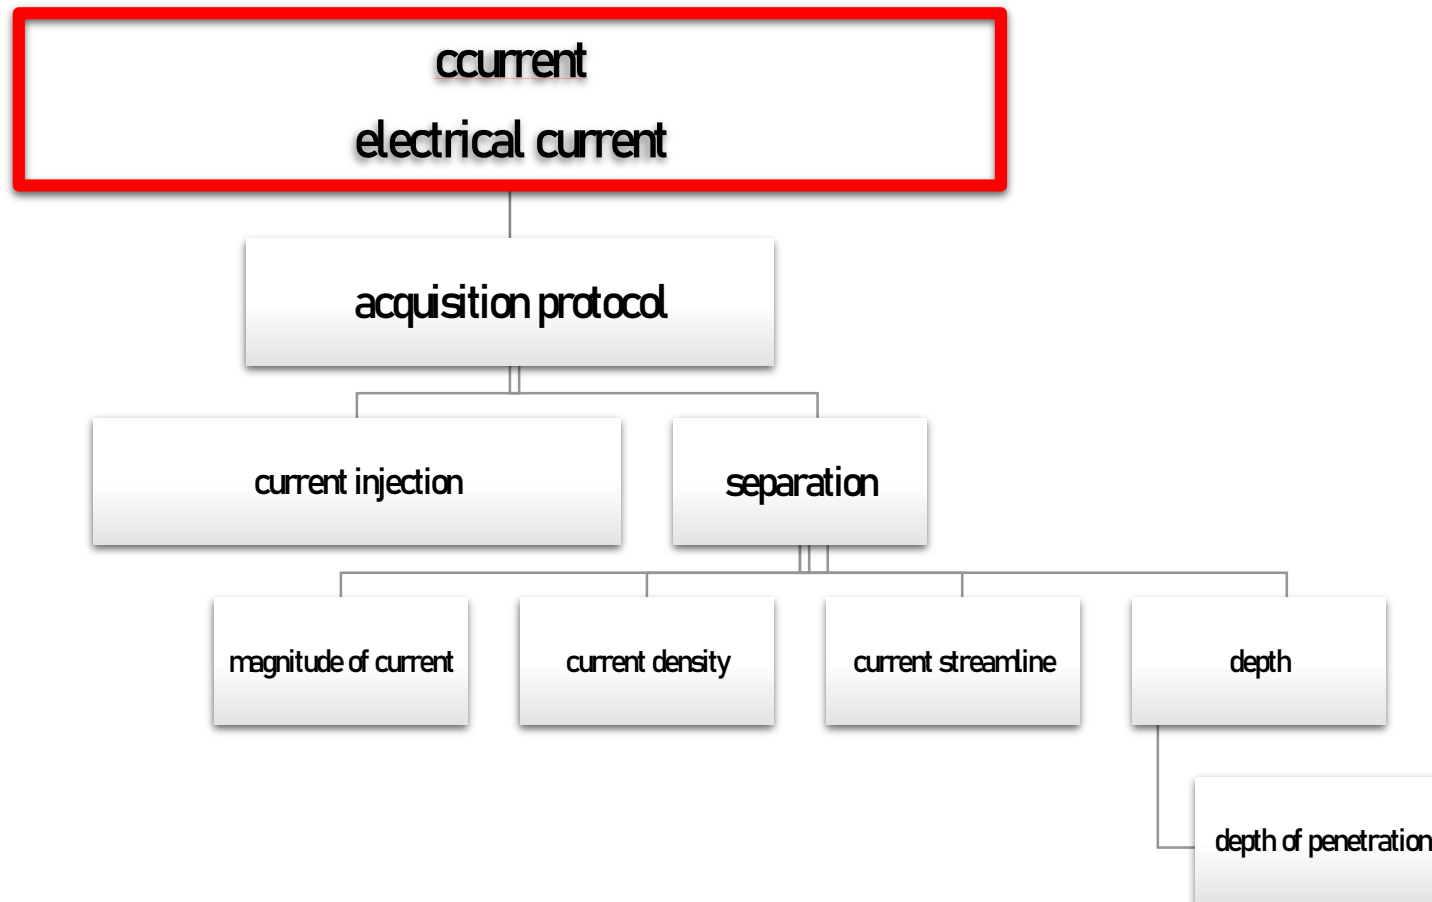 ccurrent
electrical current
acquisition protocol
current injection
separation
magnitude of current
current density
current streamline
depth
depth of penetration